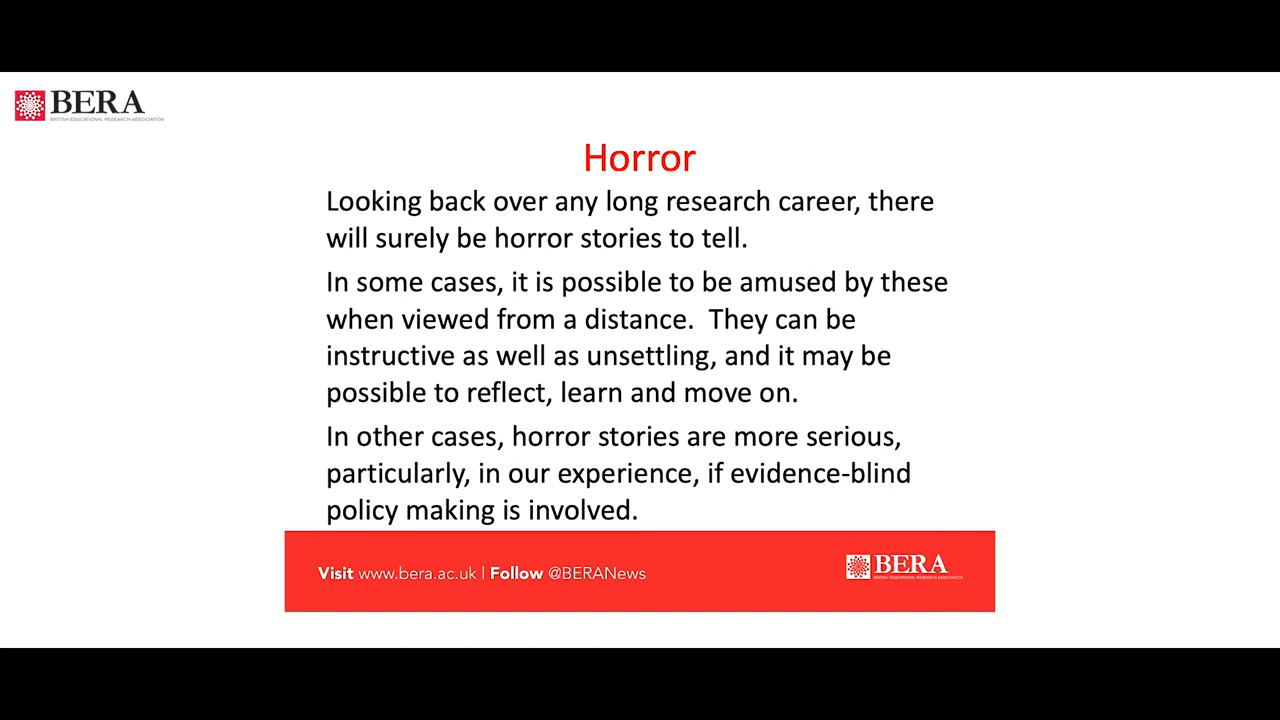 BERA
BRITISH EDUCATIONAL RESEARCH ASSOCIATION
Horror
Looking back over any long research career, there
will surely be horror stories to tell.
In some cases, it is possible to be amused by these
when viewed from a distance.  They can be
instructive as well as unsettling, and it may be
possible to reflect, learn and move on.
In other cases, horror stories are more serious,
particularly, in our experience, if evidence-blind
policy making is involved.
Visit www.bera.ac.uk | Follow @BERANews
BERA
BRITISH EDUCATIONAL RESEARCH ASSOCIATION